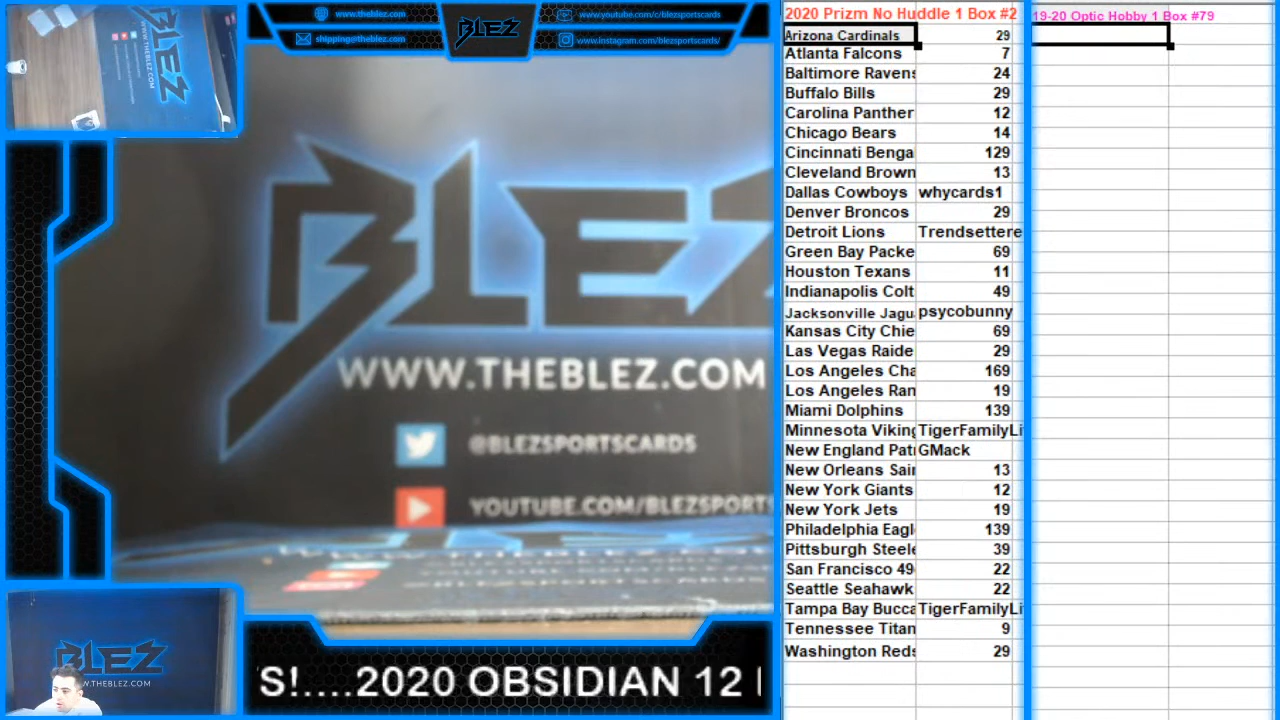 www.theblez.com
shipping@theblez.com
BLEZ
www.youtube.com/c/blezsportscards
www.instagram.com/blezsportscards/
BLEZ
BLEZ
WWW.THEBLEZ.COM
@BLEZSPORTSCARDS
YOUTUBE.COM/BLEZSPORTS
BLEZ
W.THEBLEZ.COM
S!....2020 OBSIDIAN 12
2020 Prizm No Huddle 1 Box #2
Arizona Cardinals 29
Atlanta Falcons 7
Baltimore Ravens 24
Buffalo Bills 29
Carolina Panther 12
Chicago Bears 14
Cincinnati Benga 129
Cleveland Brown 13
Dallas Cowboys whycards1
Denver Broncos 29
Detroit Lions Trendsettere
Green Bay Packe 69
Houston Texans 11
Indianapolis Colt 49
Jacksonville Jagu psycobunny
Kansas City Chie 69
Las Vegas Raide 29
Los Angeles Cha 169
Los Angeles Ran 19
Miami Dolphins 139
Minnesota Viking TigerFamilyLi
New England Pat GMack
New Orleans Sai 13
New York Giants 12
New York Jets 19
Philadelphia Eagl 139
Pittsburgh Steele 39
San Francisco 49 22
Seattle Seahawk 22
Tampa Bay Bucca TigerFamilyLi
Tennessee Titan 9
Washington Reds 29
19-20 Optic Hobby 1 Box #79